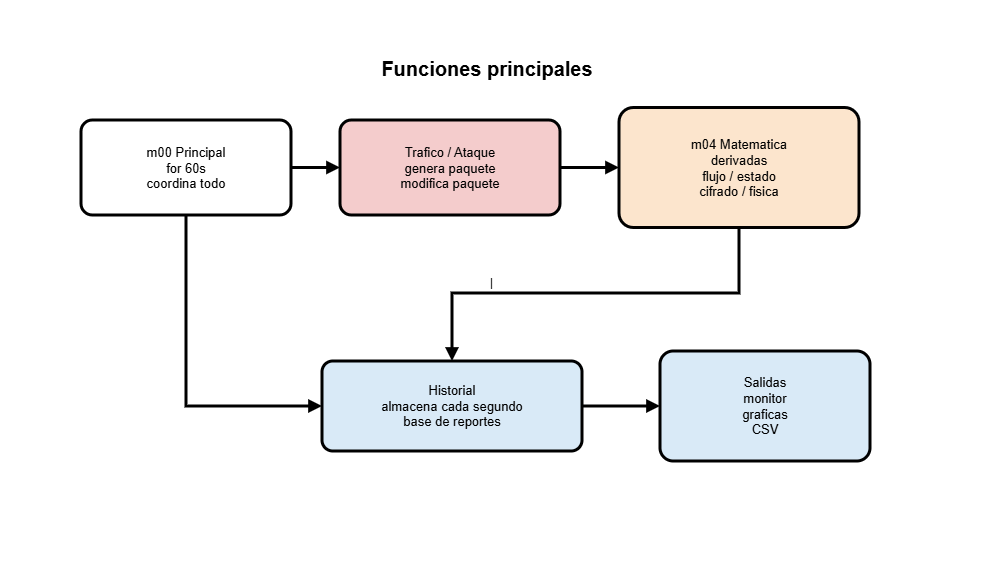 Funciones principales
m00 Principal
for 60s
coordina todo
Trafico / Ataque
genera paquete
modifica paquete
m04 Matematica
derivadas
flujo / estado
cifrado / fisica
|
Historial
almacena cada segundo
base de reportes
Salidas
monitor
graficas
CSV